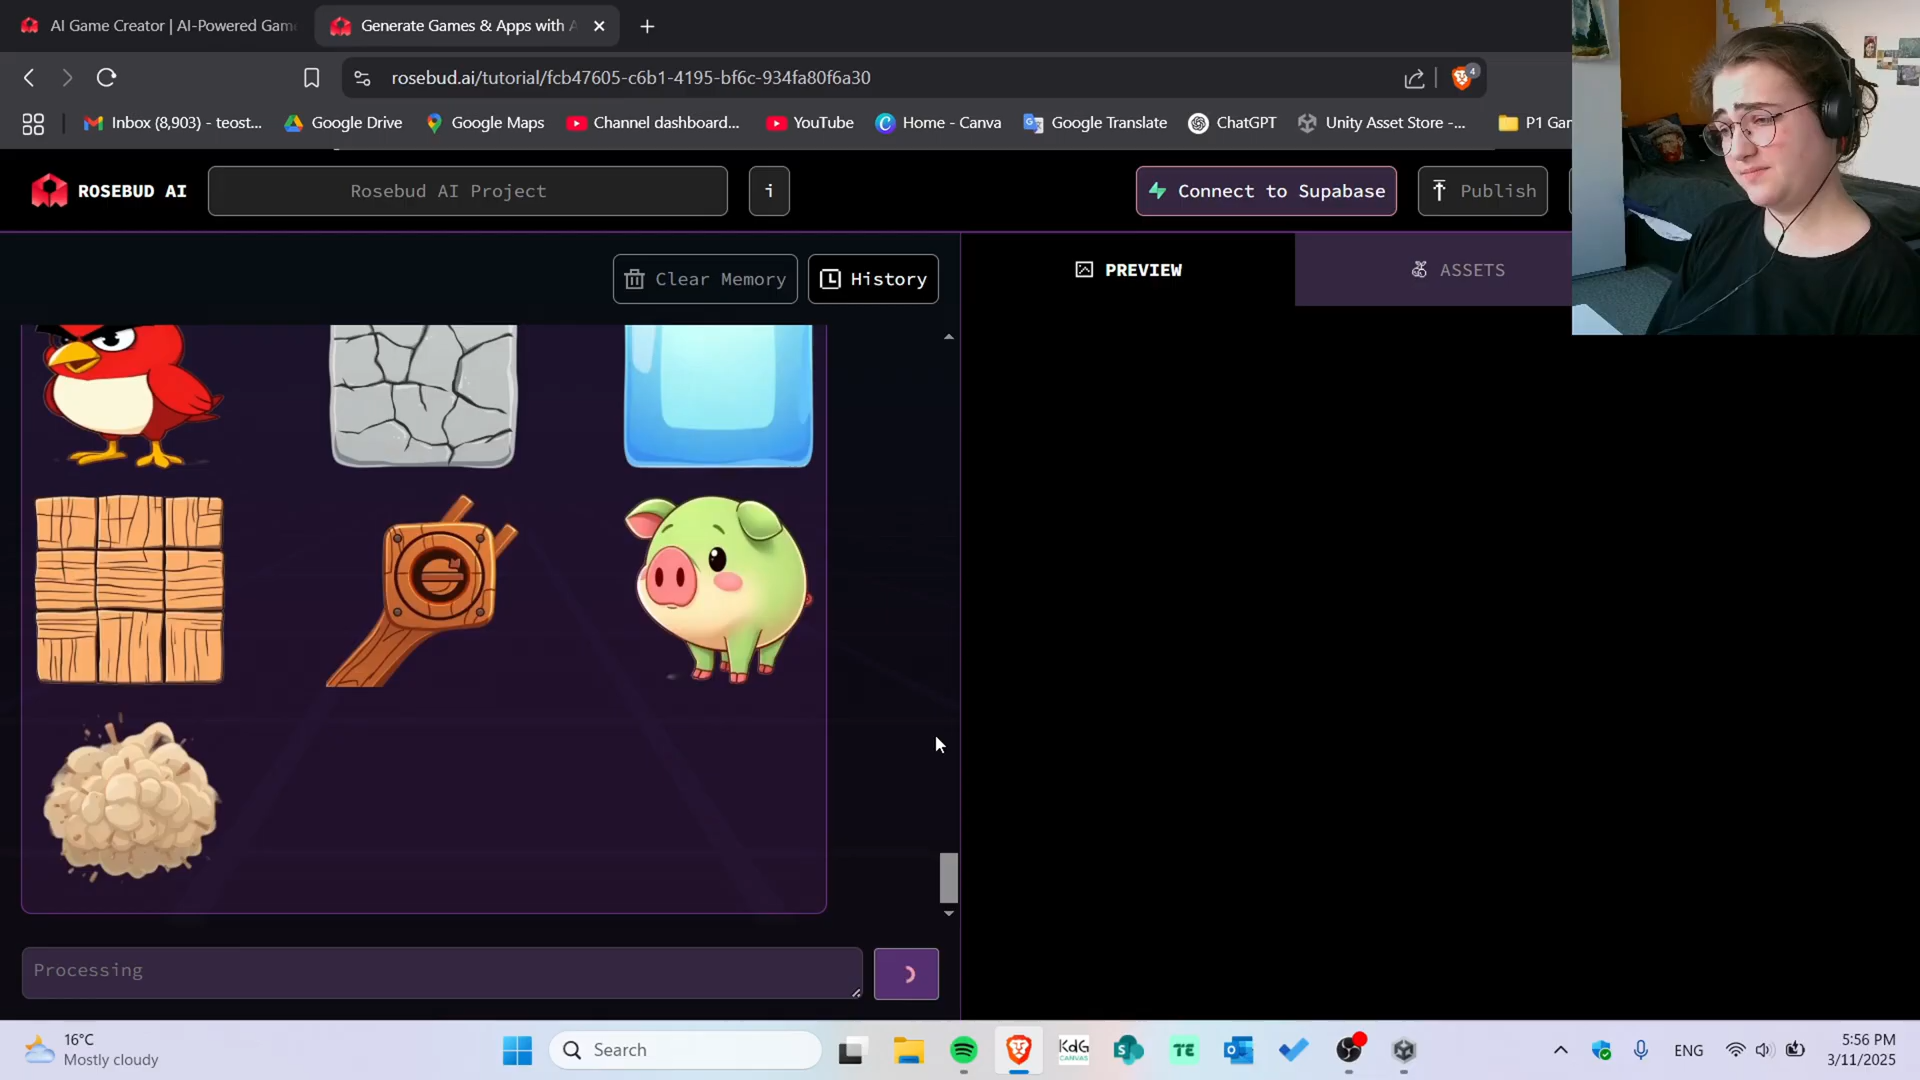 AI Game Creator | AI-Powered Gam
Generate Games & Apps with A
rosebud.ai/tutorial/fcb47605-c6b1-4195-bf6c-934fa80f6a30
4
Inbox (8,903) - teost...
Google Drive
Google Maps
Channel dashboard...
YouTube
Home - Canva
Google Translate
ChatGPT
Unity Asset Store -...
P1 Gar
ROSEBUD AI
Rosebud AI Project
i
Connect to Supabase
Publish
Clear Memory
History
PREVIEW
ASSETS
Processing
16°C
Mostly cloudy
Search
KdG
CANVAS
ENG
5:56 PM
3/11/2025